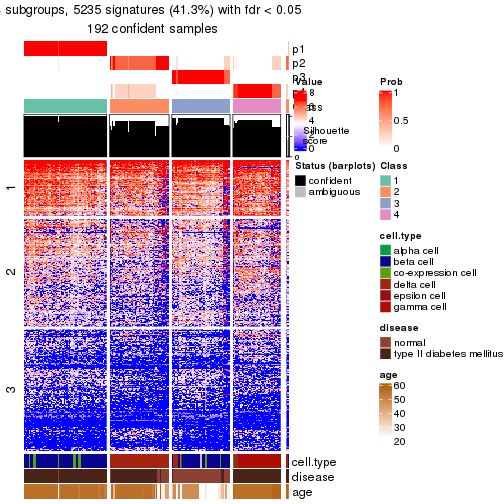 subgroups, 5235 signatures (41.3%) with fdr < 0.05
192 confident samples
p1
p2
p3
Value
8
6
4
2
0
Silhouette
score
Prob
1
0.5
0
Status (barplots)
confident
ambiguous
Class
1
2
3
4
1
2
3
cell.type
alpha cell
beta cell
co-expression cell
delta cell
epsilon cell
gamma cell
disease
normal
type II diabetes mellitus
age
60
50
40
30
20
cell.type
disease
age